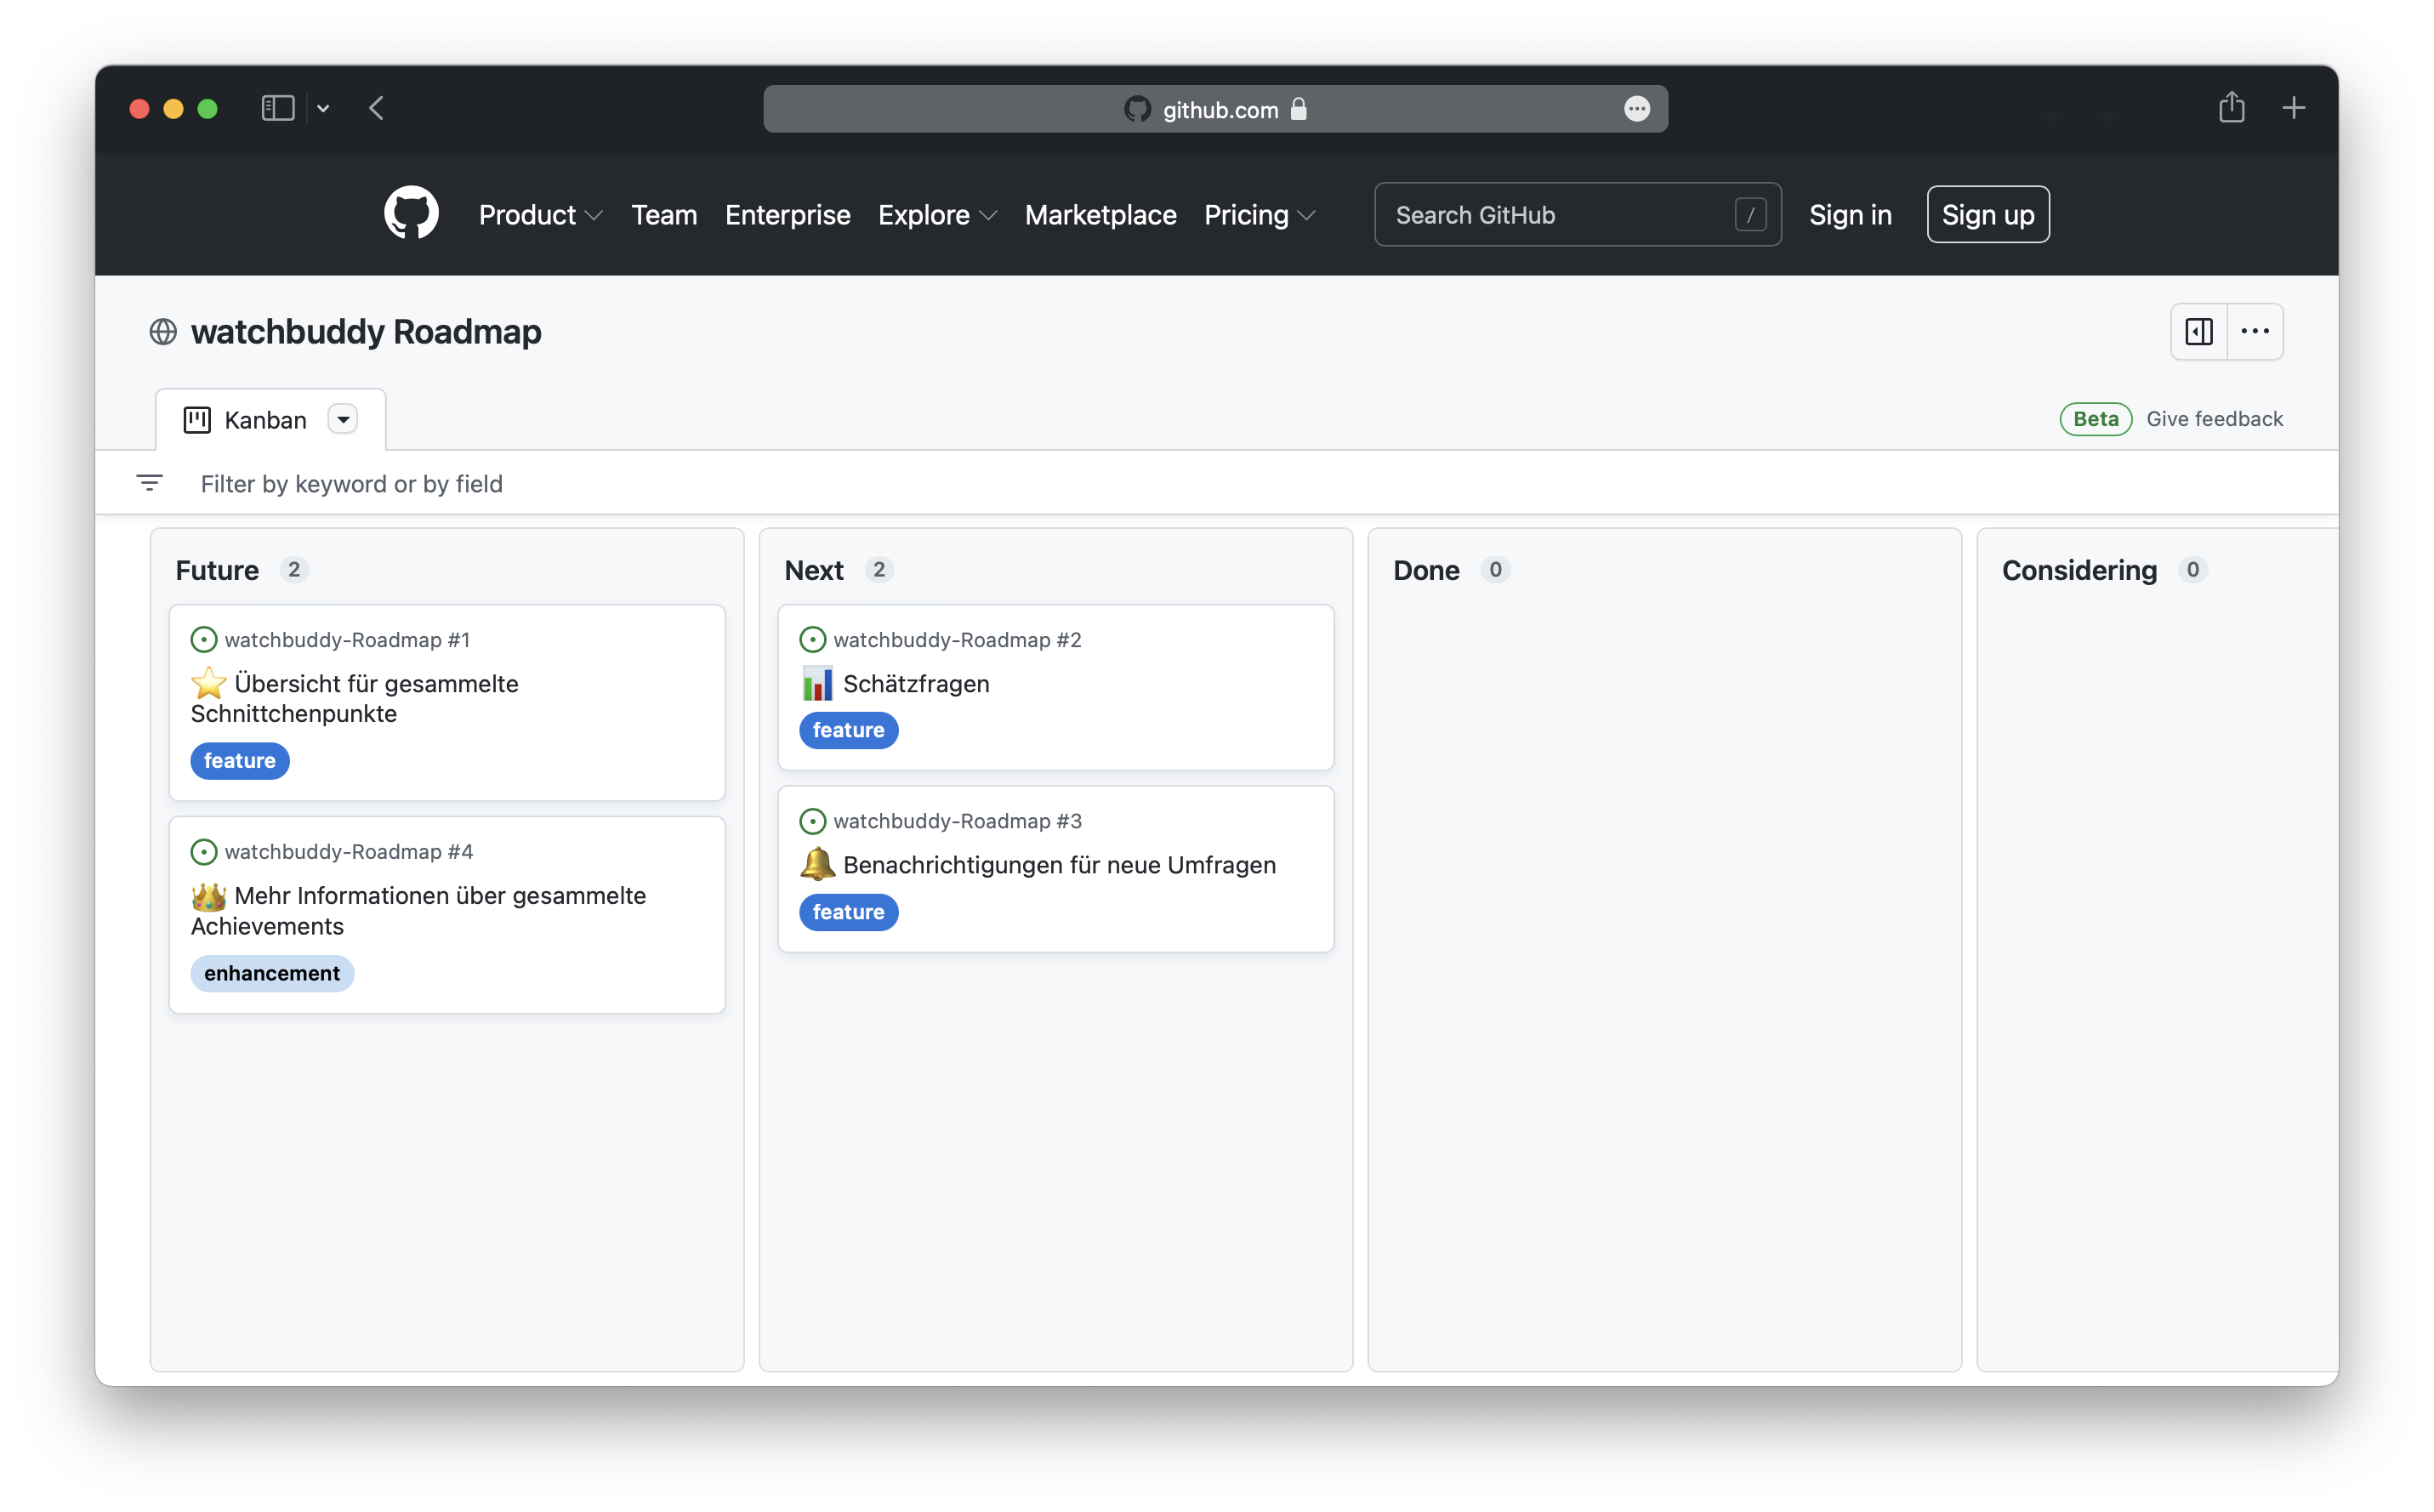 github.com
Product Team Enterprise Explore Marketplace Pricing Search GitHub / Sign in Sign up
watchbuddy Roadmap
Kanban
Beta Give feedback
Filter by keyword or by field
Future 2
watchbuddy-Roadmap #1
⭐ Übersicht für gesammelte
Schnittchenpunkte
feature
watchbuddy-Roadmap #4
👑 Mehr Informationen über gesammelte
Achievements
enhancement
Next 2
watchbuddy-Roadmap #2
📊 Schätzfragen
feature
watchbuddy-Roadmap #3
🔔 Benachrichtigungen für neue Umfragen
feature
Done 0
Considering 0